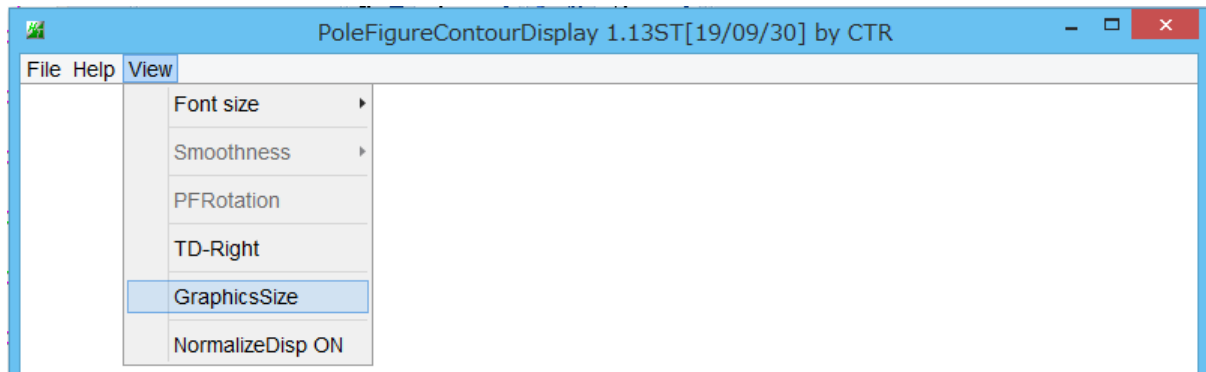 PoleFigureContourDisplay 1.13ST[19/09/30] by CTR
File Help View
Font size
Smoothness
PFRotation
TD-Right
GraphicsSize
NormalizeDisp ON